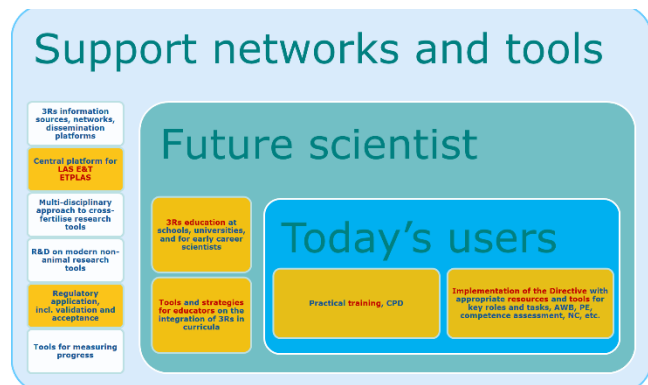 Support networks and tools
3Rs information
sources, networks,
dissemination
platforms
Central platform for
LAS E&T
ETPLAS
Multi-disciplinary
approach to cross-
fertilise research
tools
R&D on modern non-
animal research
tools
Regulatory
application,
incl. validation and
acceptance
Tools for measuring
progress
Future scientist
3Rs education at
schools, universities,
and for early career
scientists
Tools and strategies
for educators on the
integration of 3Rs in
curricula
Today's users
Practical training, CPD
Implementation of the Directive with
appropriate resources and tools for
key roles and tasks, AWB, PE,
competence assessment, NC, etc.